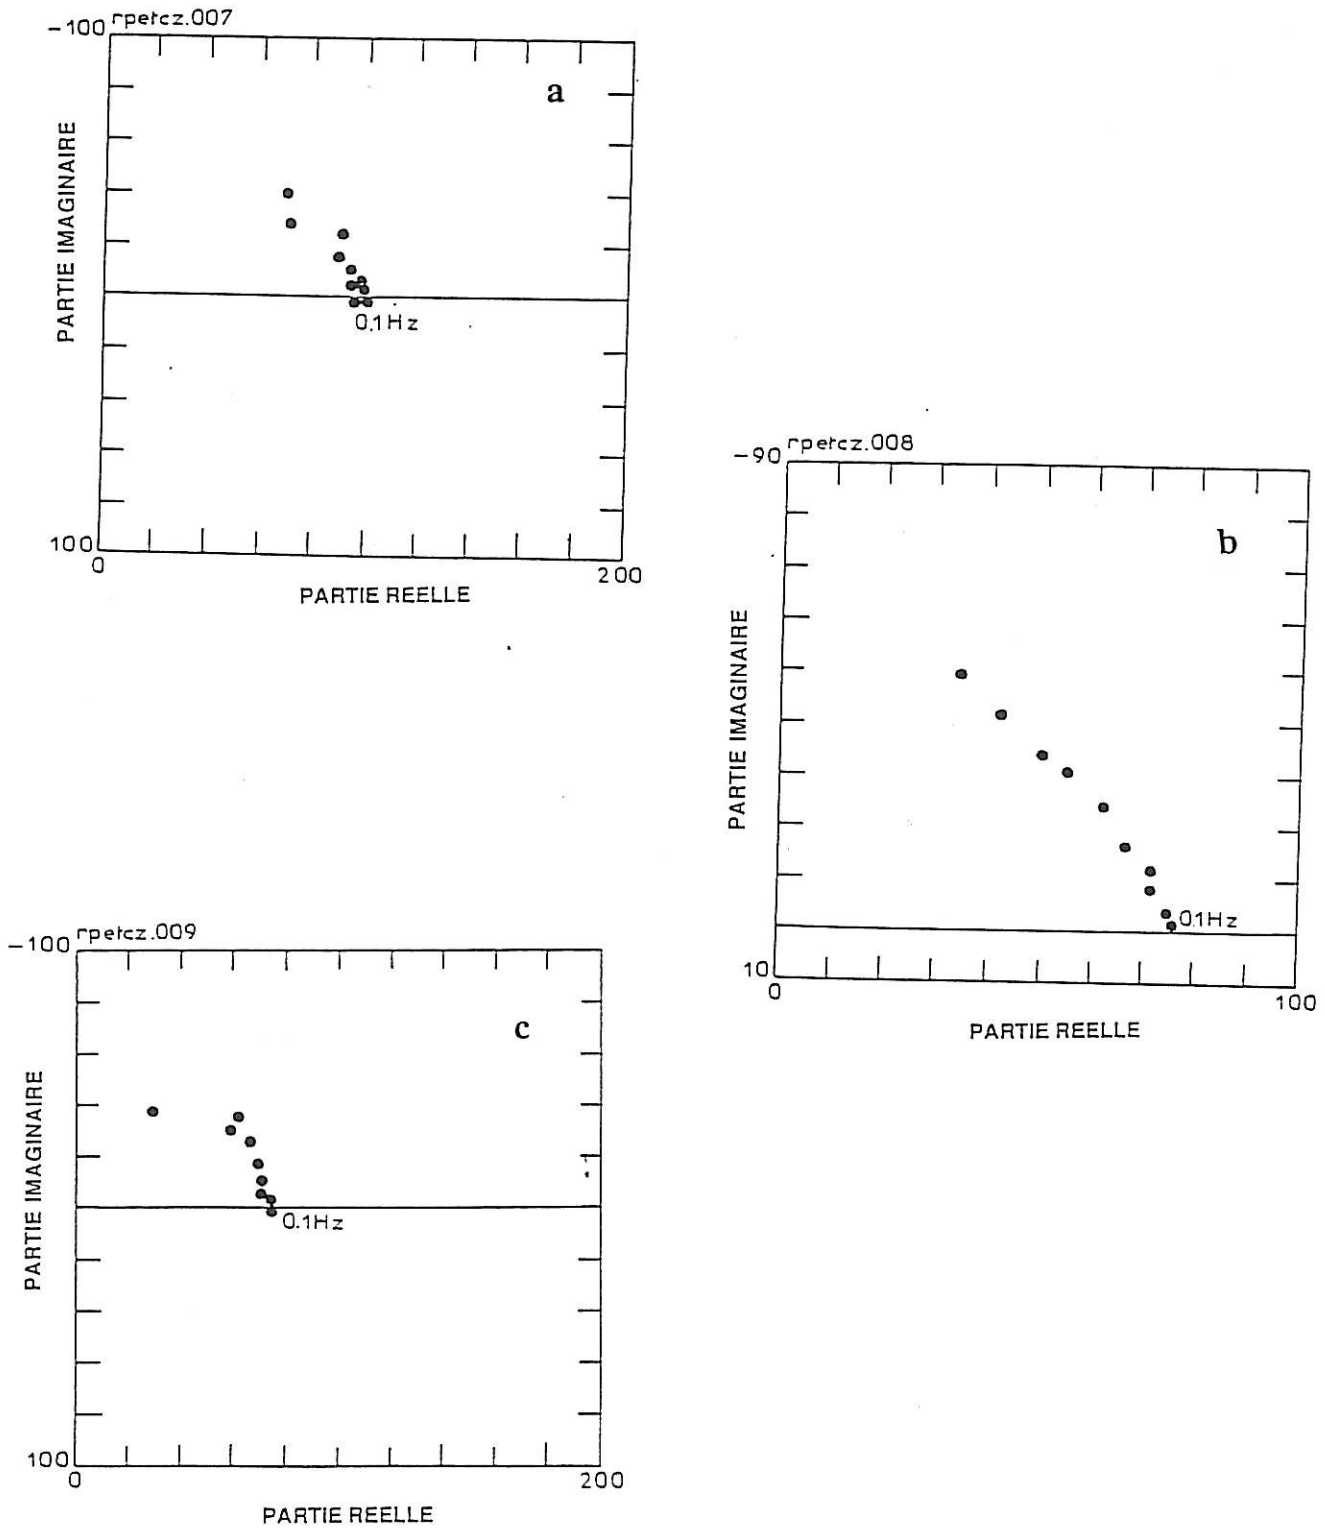 rpetcz.007
-100
a
PARTIE IMAGINAIRE
0.1Hz
100
0
200
PARTIE REELLE
rpetcz.008
-90
b
PARTIE IMAGINAIRE
0.1Hz
10
0
100
PARTIE REELLE
rpetcz.009
-100
c
PARTIE IMAGINAIRE
0.1Hz
100
0
200
PARTIE REELLE